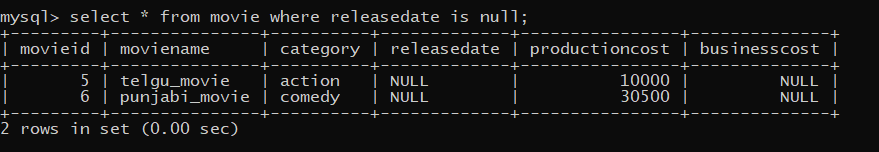 mysql> select * from movie where releasedate is null;
+---------+---------------+----------+-------------+----------------+--------------+
| movieid | moviename     | category | releasedate | productioncost | businesscost |
+---------+---------------+----------+-------------+----------------+--------------+
|       5 | telgu_movie   | action   | NULL        |          10000 |         NULL |
|       6 | punjabi_movie | comedy   | NULL        |          30500 |         NULL |
+---------+---------------+----------+-------------+----------------+--------------+
2 rows in set (0.00 sec)